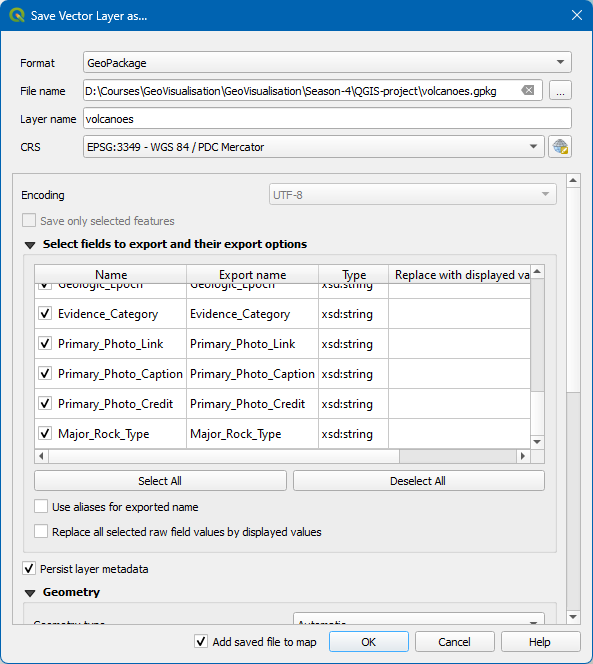 Save Vector Layer as...
Format GeoPackage
File name D:\Courses\GeoVisualisation\GeoVisualisation\Season-4\QGIS-project\volcanoes.gpkg ...
Layer name volcanoes
CRS EPSG:3349 - WGS 84 / PDC Mercator
Encoding UTF-8
Save only selected features
Select fields to export and their export options
Name Export name Type Replace with displayed va
Geologic_Epoch Geologic_Epoch xsd:string
Evidence_Category Evidence_Category xsd:string
Primary_Photo_Link Primary_Photo_Link xsd:string
Primary_Photo_Caption Primary_Photo_Caption xsd:string
Primary_Photo_Credit Primary_Photo_Credit xsd:string
Major_Rock_Type Major_Rock_Type xsd:string
Select All Deselect All
Use aliases for exported name
Replace all selected raw field values by displayed values
Persist layer metadata
Geometry
Geometry type Automatic
Add saved file to map OK Cancel Help